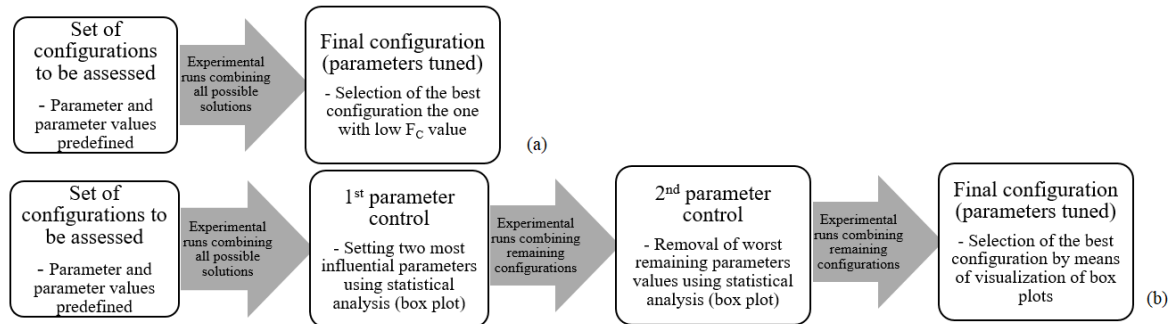 Set of
configurations
to be assessed
- Parameter and
parameter values
predefined
Experimental
runs combining
all possible
solutions
Final configuration
(parameters tuned)
- Selection of the best
configuration the one
with low F_C value
(a)
Set of
configurations to
be assessed
- Parameter and
parameter values
predefined
Experimental
runs combining
all possible
solutions
1st parameter
control
- Setting two most
influential parameters
using statistical
analysis (box plot)
Experimental
runs combining
remaining
configurations
2nd parameter
control
- Removal of worst
remaining parameters
values using statistical
analysis (box plot)
Experimental
runs combining
remaining
configurations
Final configuration
(parameters tuned)
- Selection of the best
configuration by means
of visualization of box
plots
(b)